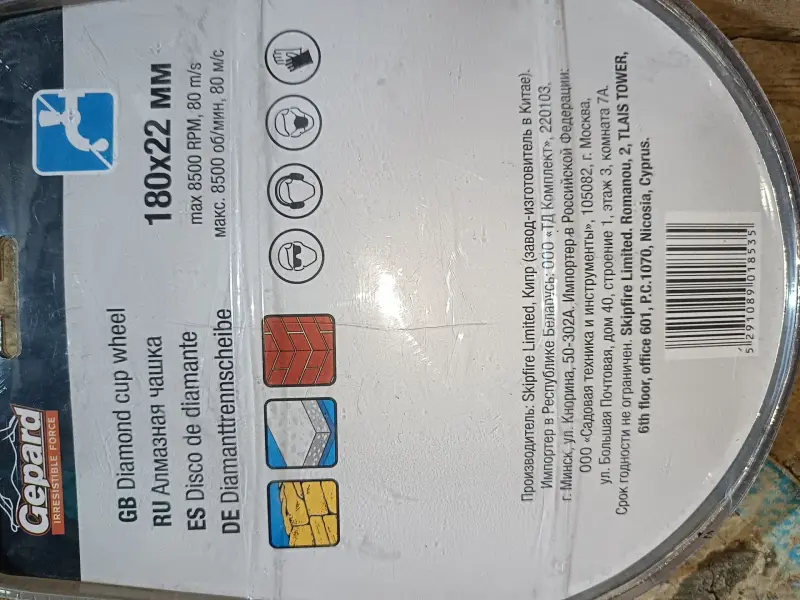 Gepard
IRRESISTIBLE FORCE
GB Diamond cup wheel
RU Алмазная чашка
ES Disco de diamante
DE Diamanttrennscheibe
180x22 мм
max 8500 RPM, 80 m/s
макс. 8500 об/мин, 80 м/с
Производитель: Skipfire Limited, Кипр (завод-изготовитель в Китае).
Импортер в Республике Беларусь: ООО «ТД Комплект», 220103,
г. Минск, ул. Кнорина, 50-302А. Импортер в Российской Федерации:
ООО «Садовая техника и инструменты», 105082, г. Москва,
ул. Большая Почтовая, дом 40, строение 1, этаж 3, комната 7А.
Срок годности не ограничен. Skipfire Limited. Romanou, 2, TLAIS TOWER,
6th floor, office 601, P.C.1070, Nicosia, Cyprus.
5 291089 018335